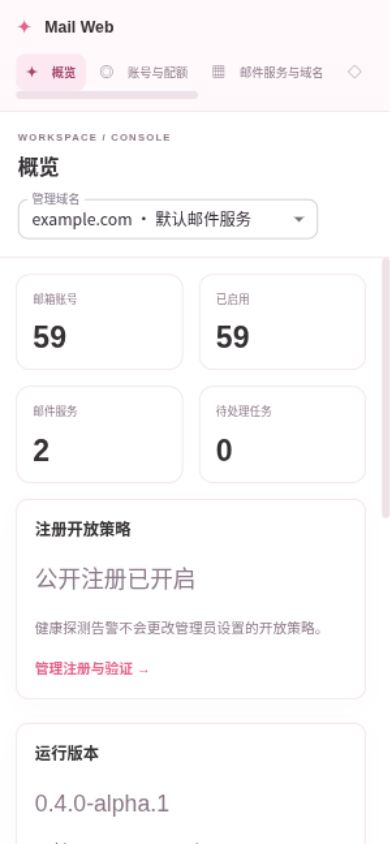 Mail Web
概览
账号与配额
邮件服务与域名
WORKSPACE / CONSOLE
概览
管理域名
example.com · 默认邮件服务
邮箱账号
已启用
59
59
邮件服务
待处理任务
2
0
注册开放策略
公开注册已开启
健康探测告警不会更改管理员设置的开放策略。
管理注册与验证 →
运行版本
0.4.0-alpha.1